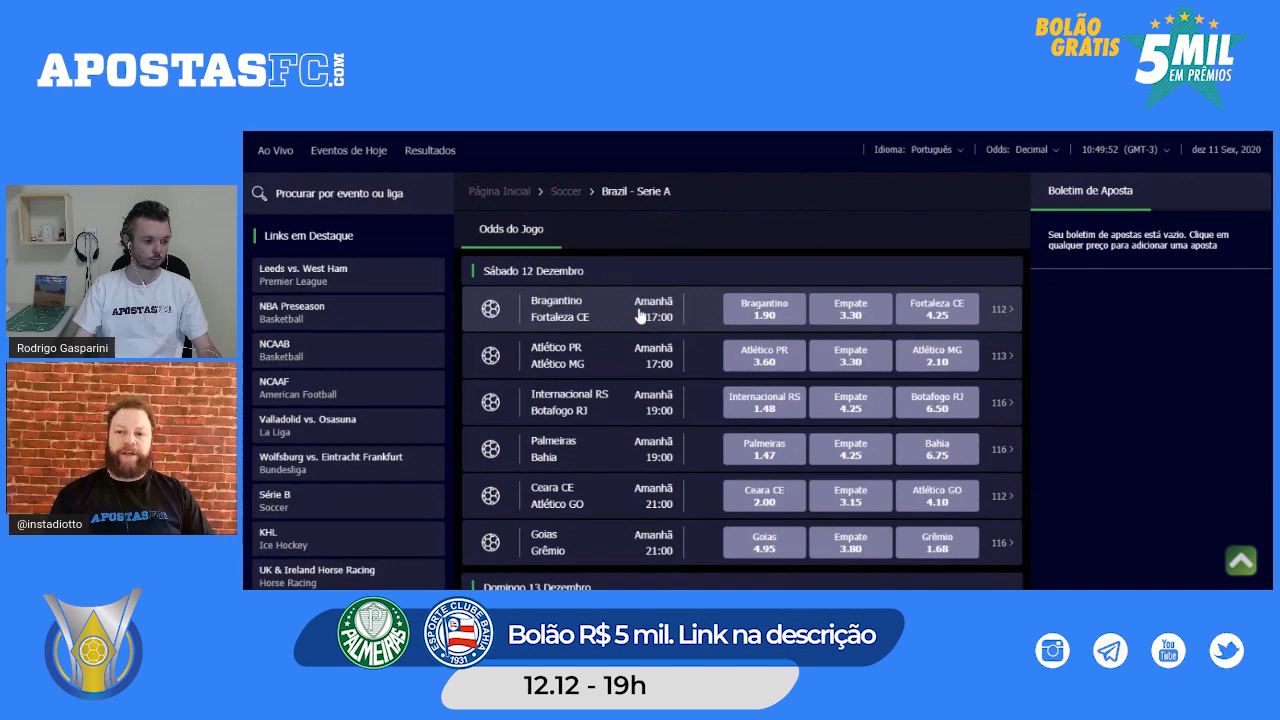 APOSTASFC.COM
BOLÃO
GRÁTIS
5 MIL
EM PRÊMIOS
Ao Vivo Eventos de Hoje Resultados
Idioma: Português Odds: Decimal 10:49:52 (GMT-3) dez 11 Sex, 2020
Procurar por evento ou liga
Página Inicial > Soccer > Brazil - Serie A
Boletim de Aposta
Links em Destaque
Odds do Jogo
Seu boletim de apostas está vazio. Clique em
qualquer preço para adicionar uma aposta
Leeds vs. West Ham
Premier League
NBA Preseason
Basketball
NCAAB
Basketball
NCAAF
American Football
Valladolid vs. Osasuna
La Liga
Wolfsburg vs. Eintracht Frankfurt
Bundesliga
Série B
Soccer
KHL
Ice Hockey
UK & Ireland Horse Racing
Horse Racing
Sábado 12 Dezembro
Bragantino Amanhã Bragantino Empate Fortaleza CE
Fortaleza CE 17:00 1.90 3.30 4.25 112 >
Atlético PR Amanhã Atlético PR Empate Atlético MG
Atlético MG 17:00 3.60 3.30 2.10 113 >
Internacional RS Amanhã Internacional RS Empate Botafogo RJ
Botafogo RJ 19:00 1.48 4.25 6.50 116 >
Palmeiras Amanhã Palmeiras Empate Bahia
Bahia 19:00 1.47 4.25 6.75 116 >
Ceara CE Amanhã Ceara CE Empate Atlético GO
Atlético GO 21:00 2.00 3.15 4.10 112 >
Goias Amanhã Goias Empate Grêmio
Grêmio 21:00 4.95 3.80 1.68 116 >
Domingo 13 Dezembro
APOSTASFC
Rodrigo Gasparini
APOSTASFC
@instadiotto
PALMEIRAS
ESPORTE CLUBE BAHIA
1931
Bolão R$ 5 mil. Link na descrição
12.12 - 19h
You
Tube